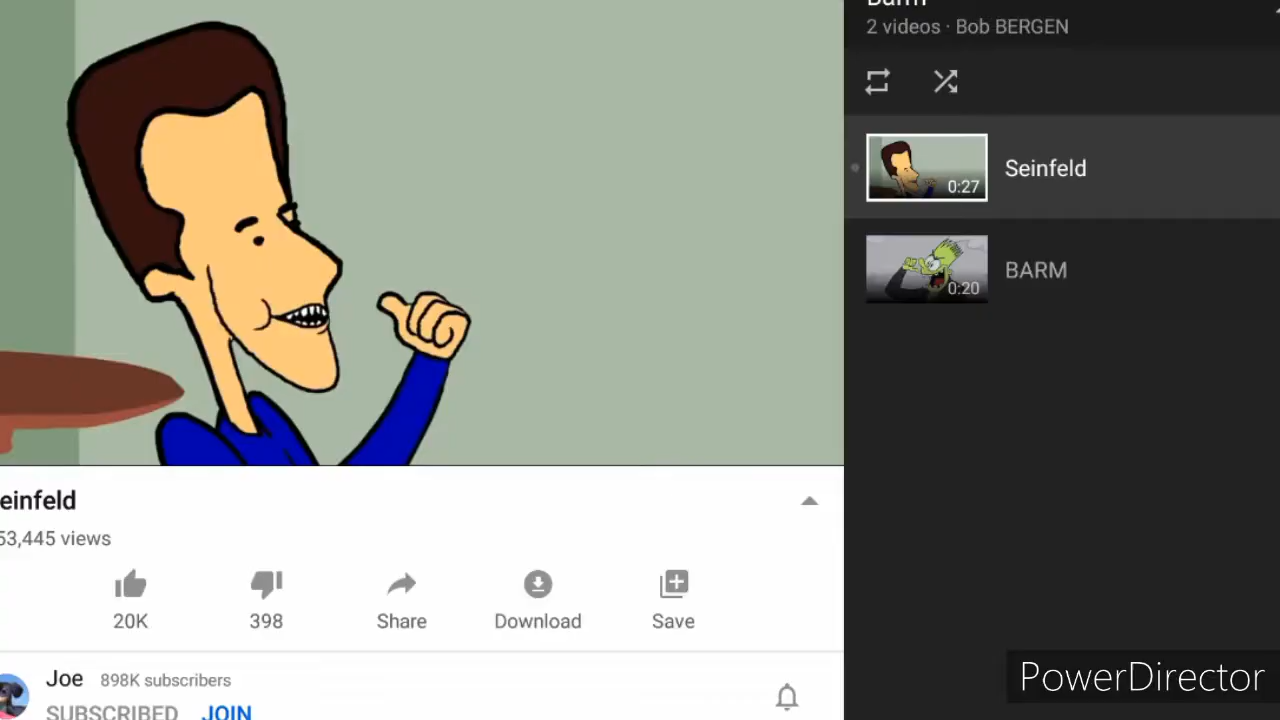 Barm
2 videos · Bob BERGEN
0:27
Seinfeld
0:20
BARM
einfeld
53,445 views
20K
398
Share
Download
Save
Joe 898K subscribers
SUBSCRIBED JOIN
PowerDirector